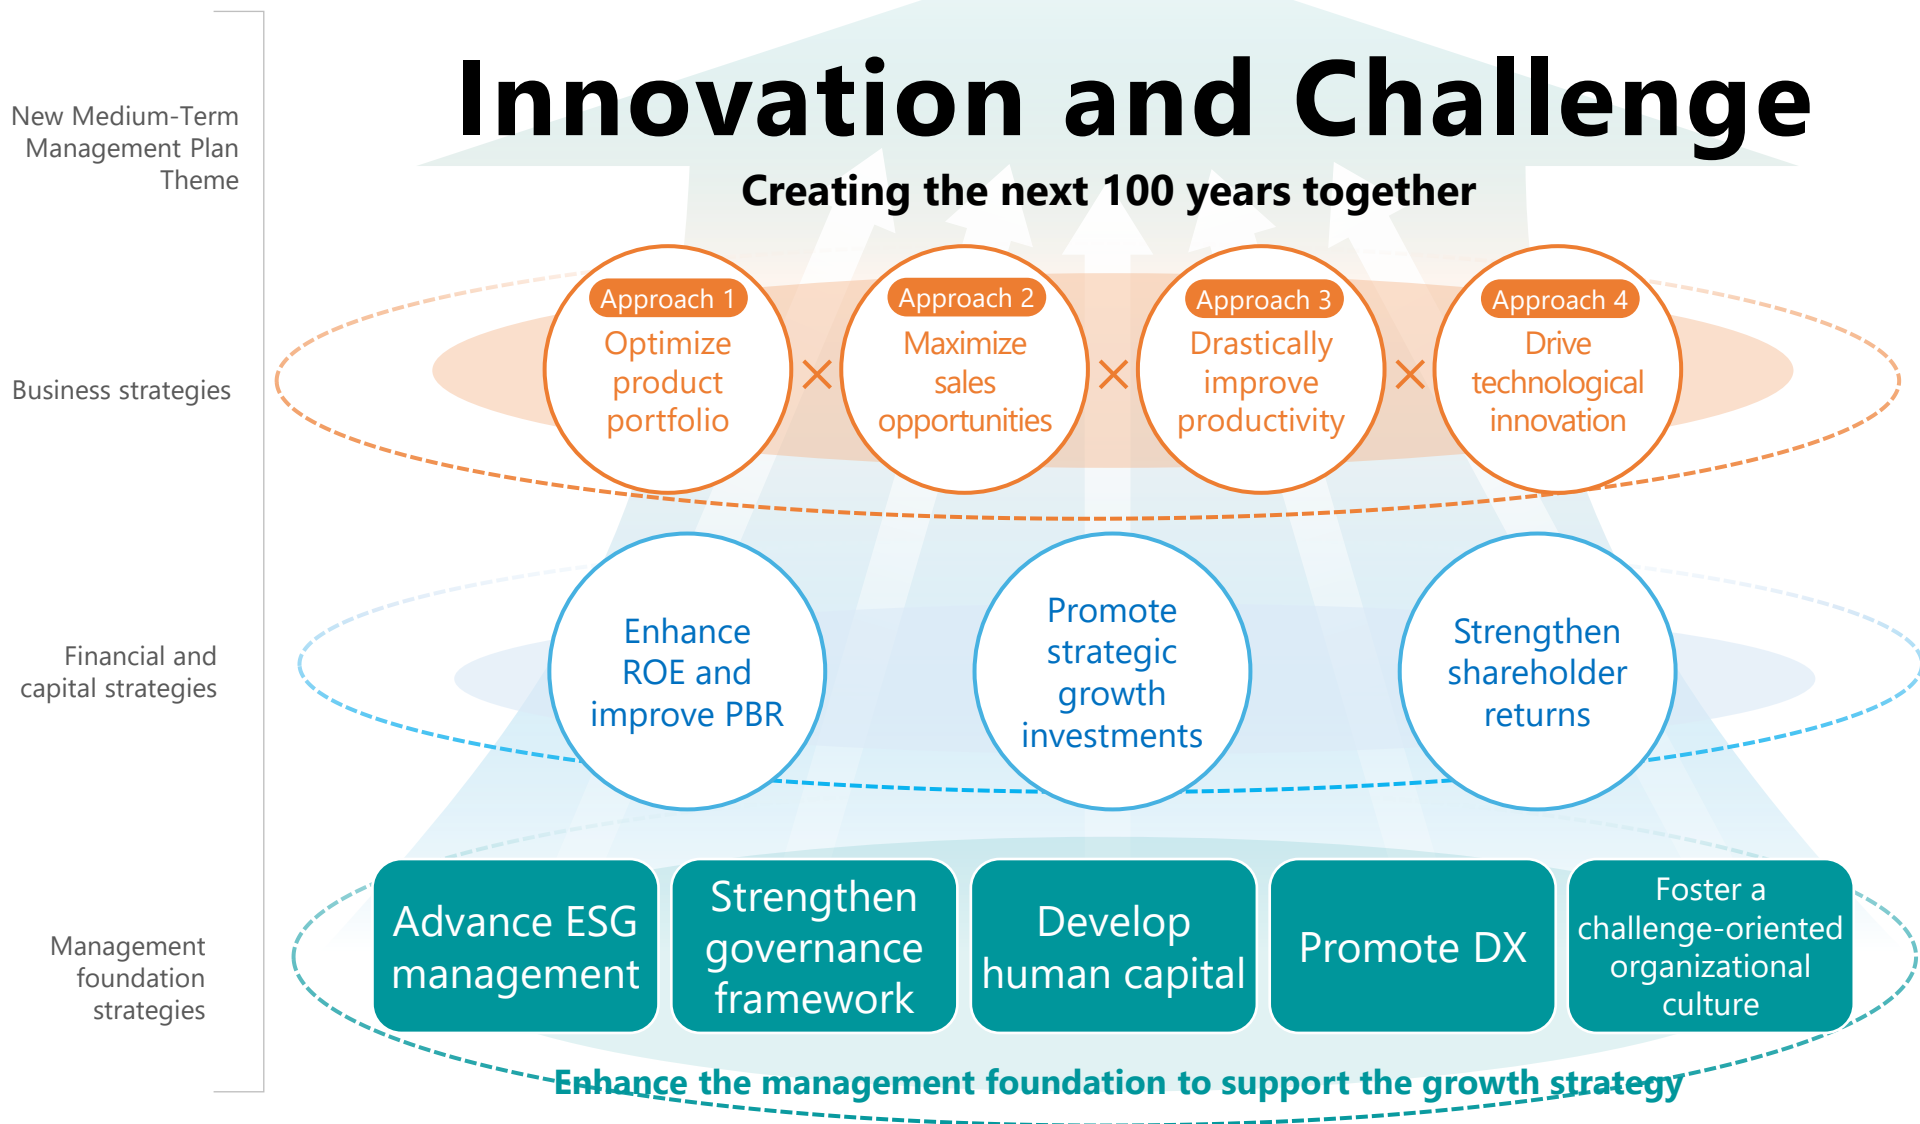 New Medium-Term
Management Plan
Theme
Innovation and Challenge
Creating the next 100 years together
Business strategies
Approach 1
Optimize
product
portfolio
×
Approach 2
Maximize
sales
opportunities
×
Approach 3
Drastically
improve
productivity
×
Approach 4
Drive
technological
innovation
Financial and
capital strategies
Enhance
ROE and
improve PBR
Promote
strategic
growth
investments
Strengthen
shareholder
returns
Management
foundation
strategies
Advance ESG
management
Strengthen
governance
framework
Develop
human capital
Promote DX
Foster a
challenge-oriented
organizational
culture
Enhance the management foundation to support the growth strategy